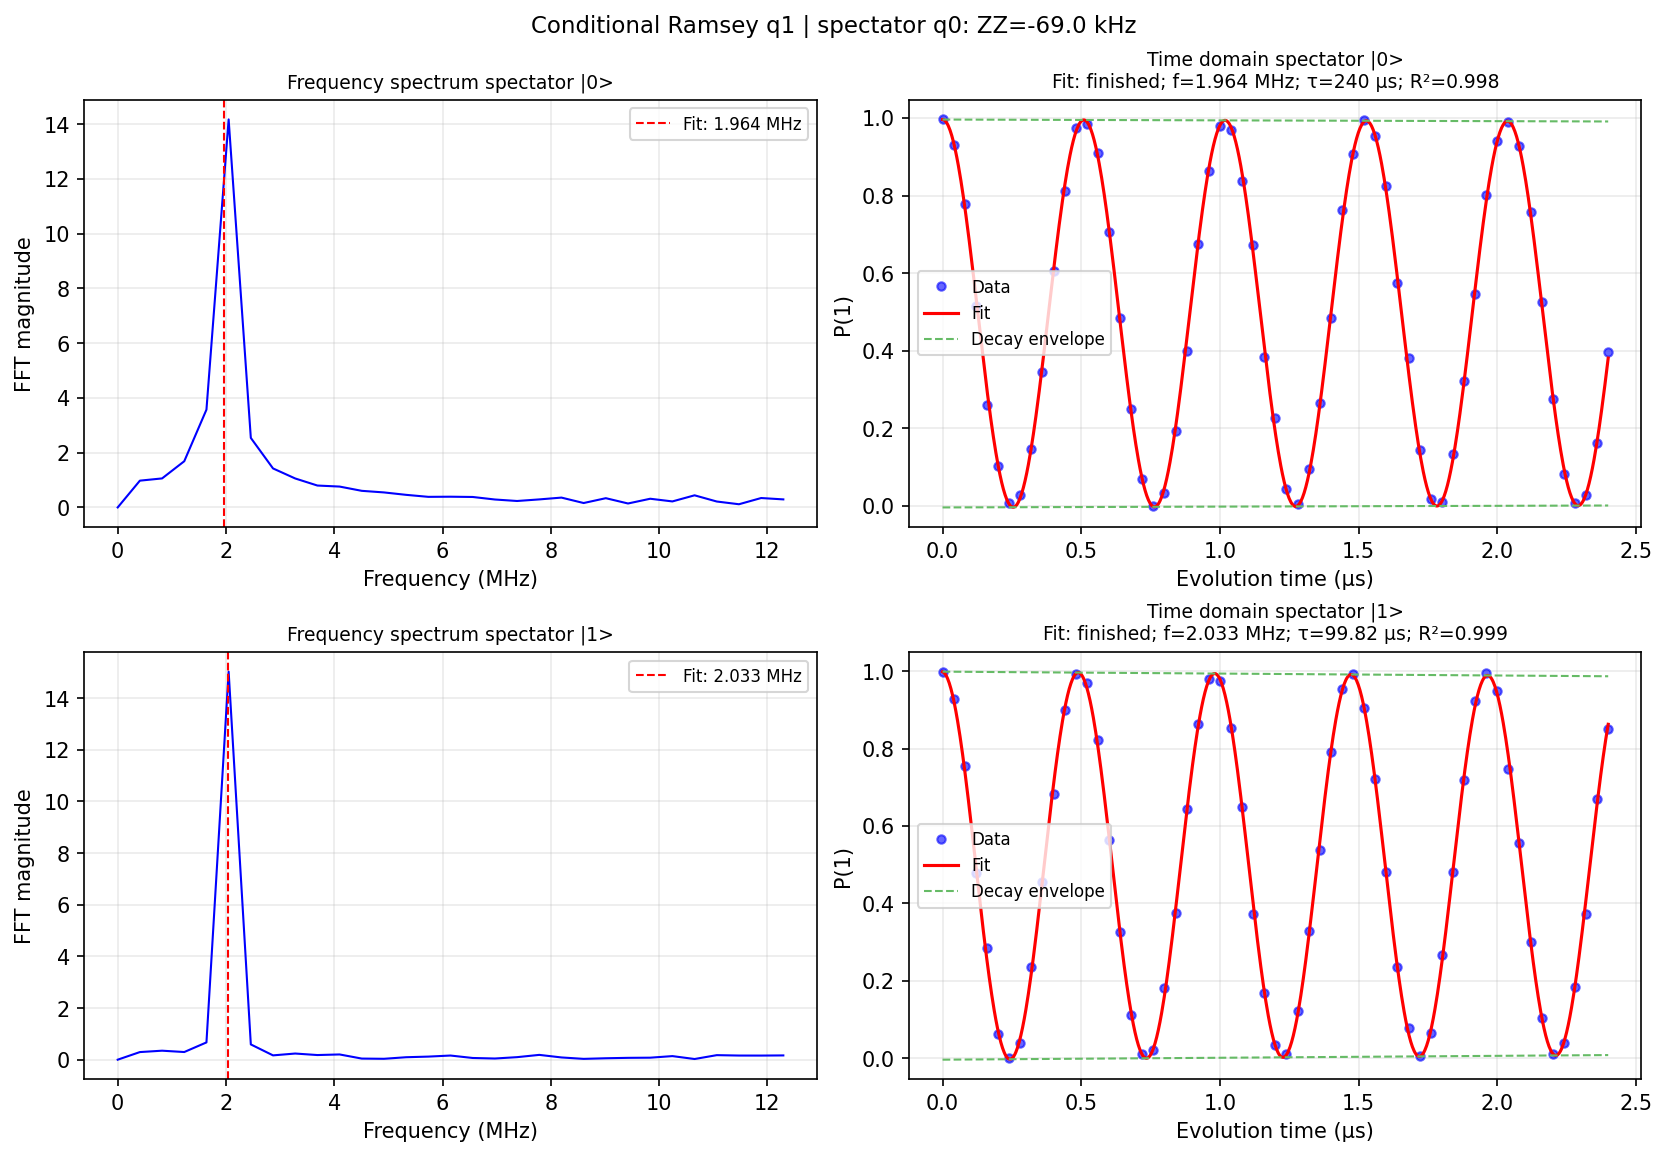 Conditional Ramsey q1 | spectator q0: ZZ=-69.0 kHz
Frequency spectrum spectator |0>
Fit: 1.964 MHz
14
12
10
8
6
4
2
0
FFT magnitude
0 2 4 6 8 10 12
Frequency (MHz)
Time domain spectator |0>
Fit: finished; f=1.964 MHz; τ=240 µs; R²=0.998
1.0
0.8
0.6
0.4
0.2
0.0
P(1)
Data
Fit
Decay envelope
0.0 0.5 1.0 1.5 2.0 2.5
Evolution time (µs)
Frequency spectrum spectator |1>
Fit: 2.033 MHz
14
12
10
8
6
4
2
0
FFT magnitude
0 2 4 6 8 10 12
Frequency (MHz)
Time domain spectator |1>
Fit: finished; f=2.033 MHz; τ=99.82 µs; R²=0.999
1.0
0.8
0.6
0.4
0.2
0.0
P(1)
Data
Fit
Decay envelope
0.0 0.5 1.0 1.5 2.0 2.5
Evolution time (µs)